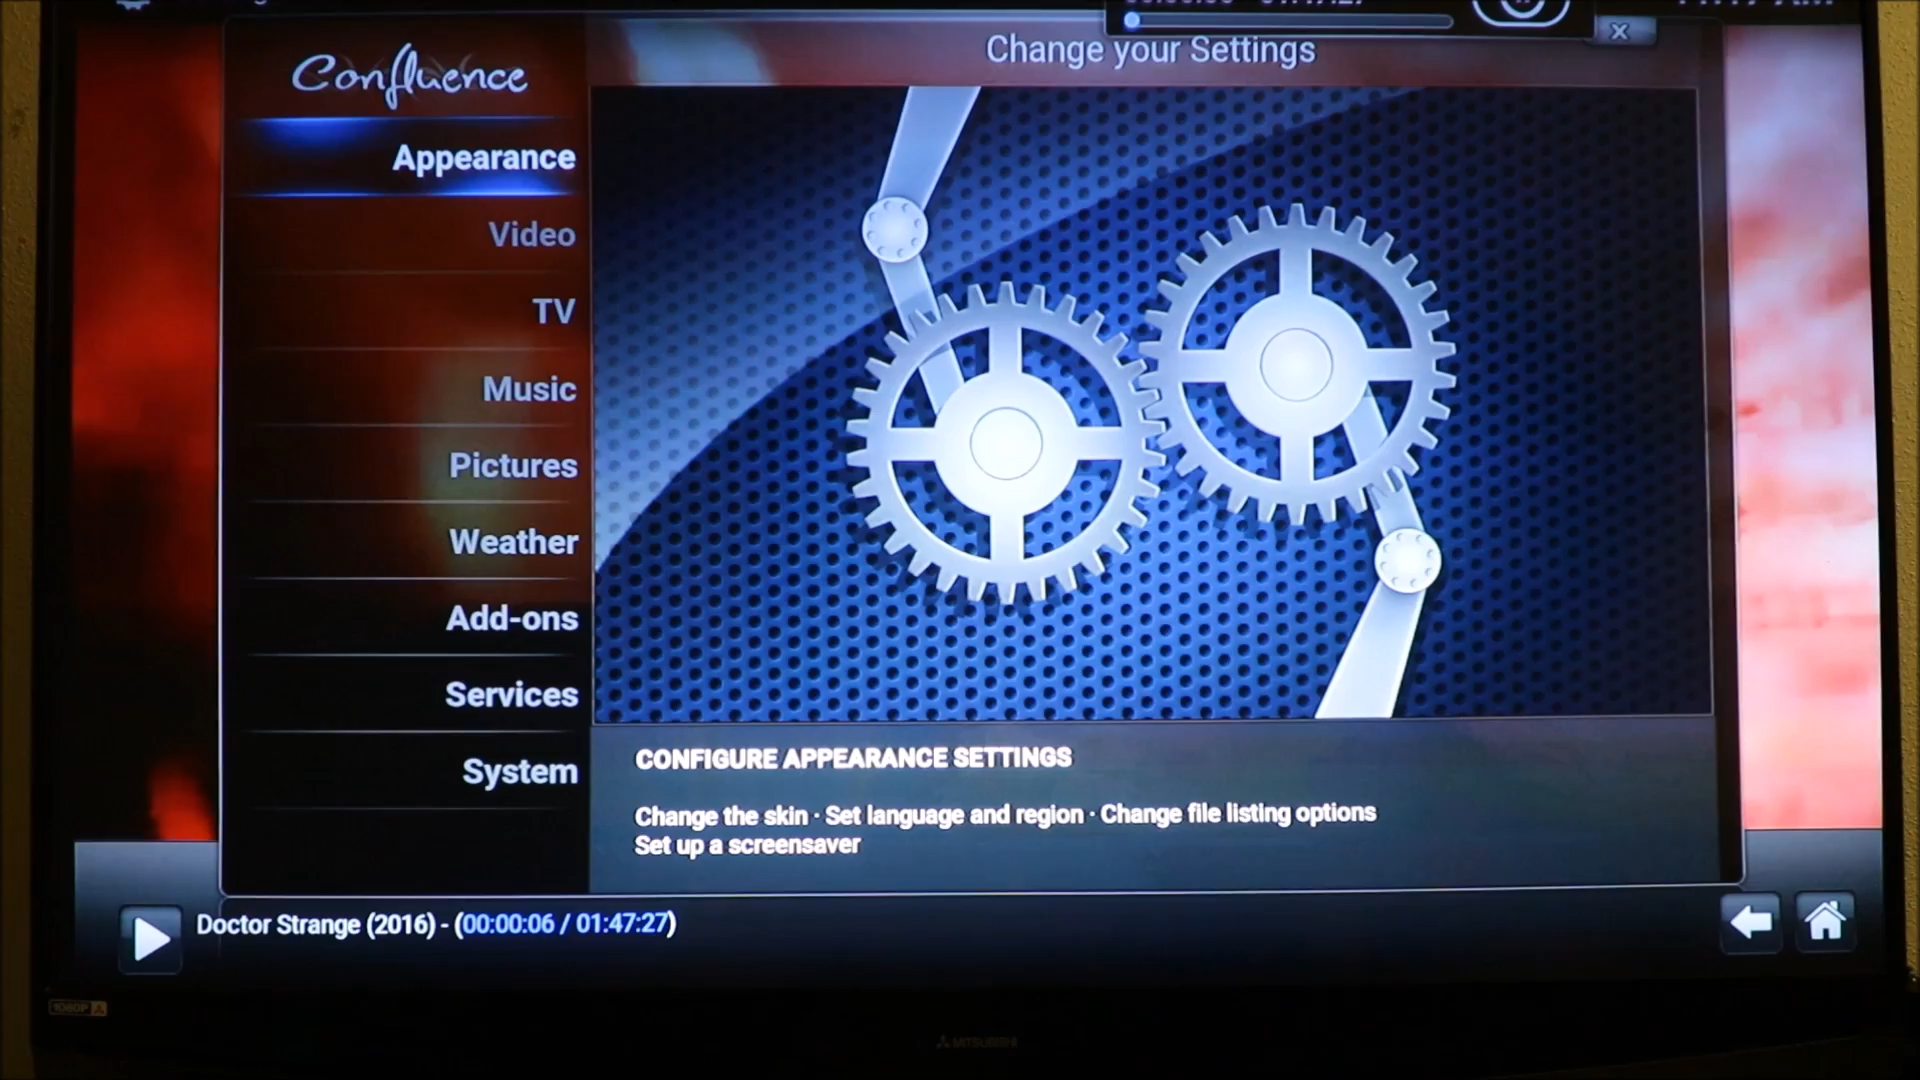 Change your Settings
Confluence
Appearance
Video
TV
Music
Pictures
Weather
Add-ons
Services
System
CONFIGURE APPEARANCE SETTINGS
Change the skin · Set language and region · Change file listing options
Set up a screensaver
Doctor Strange (2016) - (00:00:06 / 01:47:27)
1080P
MITSUBISHI